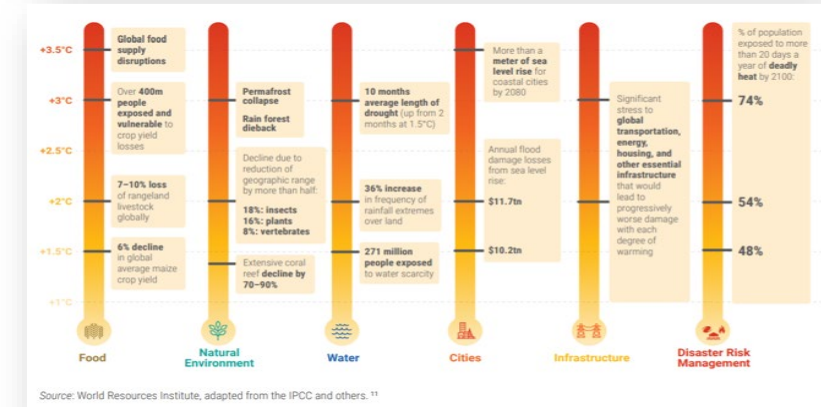 +3.5°C
+3°C
+2.5°C
+2°C
+1.5°C
+1°C
Global food
supply
disruptions
Over 400m
people
exposed and
vulnerable to
crop yield
losses
7–10% loss
of rangeland
livestock
globally
6% decline
in global
average maize
crop yield
Food
Permafrost
collapse
Rain forest
dieback
Decline due to
reduction of
geographic range
by more than half:
18%: insects
16%: plants
8%: vertebrates
Extensive coral
reef decline by
70–90%
Natural
Environment
10 months
average length of
drought (up from 2
months at 1.5°C)
36% increase
in frequency of
rainfall extremes
over land
271 million
people exposed
to water scarcity
Water
More than a
meter of sea
level rise for
coastal cities
by 2080
Annual flood
damage losses
from sea level
rise:
$11.7tn
$10.2tn
Cities
Significant
stress to
global
transportation,
energy,
housing, and
other essential
infrastructure
that would
lead to
progressively
worse damage
with each
degree of
warming
Infrastructure
% of population
exposed to more
than 20 days a
year of deadly
heat by 2100:
74%
54%
48%
Disaster Risk
Management
Source: World Resources Institute, adapted from the IPCC and others. ¹¹